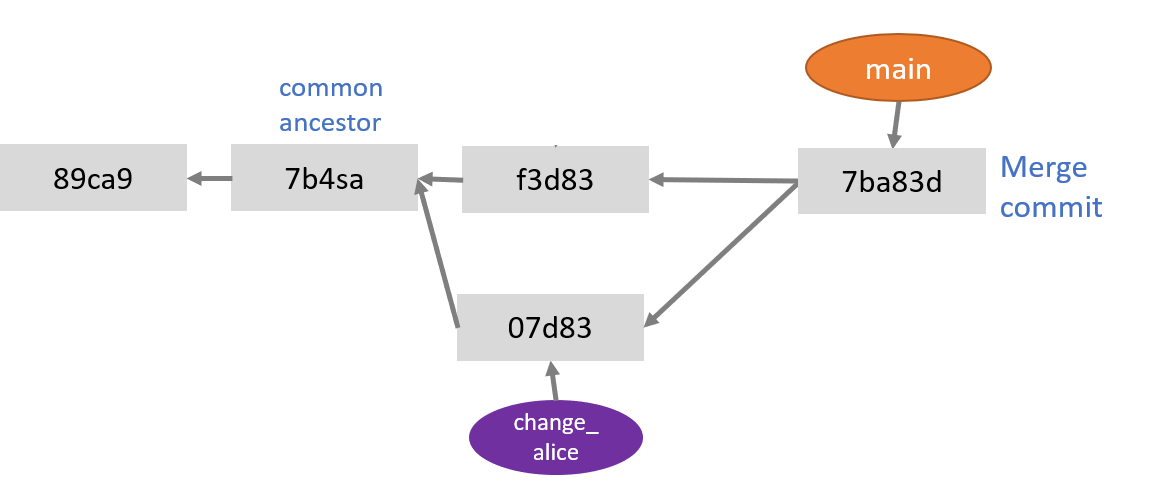 main
common
ancestor
89ca9
7b4sa
f3d83
7ba83d
Merge
commit
07d83
change_
alice